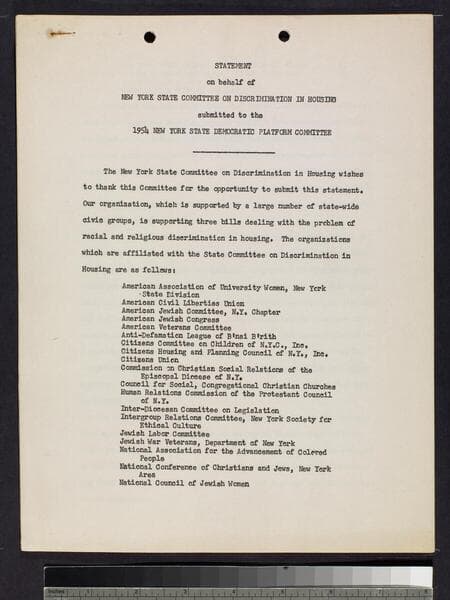 STATEMENT
on behalf of
NEW YORK STATE COMMITTEE ON DISCRIMINATION IN HOUSING
submitted to the
1954 NEW YORK STATE DEMOCRATIC PLATFORM COMMITTEE
The New York State Committee on Discrimination in Housing wishes
to thank this Committee for the opportunity to submit this statement.
Our organization, which is supported by a large number of state-wide
civic groups, is supporting three bills dealing with the problem of
racial and religious discrimination in housing. The organizations
which are affiliated with the State Committee on Discrimination in
Housing are as follows:
American Association of University Women, New York
State Division
American Civil Liberties Union
American Jewish Committee, N.Y. Chapter
American Jewish Congress
American Veterans Committee
Anti-Defamation League of B'nai B'rith
Citizens Committee on Children of N.Y.C., Inc.
Citizens Housing and Planning Council of N.Y., Inc.
Citizens Union
Commission on Christian Social Relations of the
Episcopal Diocese of N.Y.
Council for Social, Congregational Christian Churches
Human Relations Commission of the Protestant Council
of N.Y.
Inter-Diocesan Committee on Legislation
Intergroup Relations Committee, New York Society for
Ethical Culture
Jewish Labor Committee
Jewish War Veterans, Department of New York
National Association for the Advancement of Colored
People
National Conference of Christians and Jews, New York
Area
National Council of Jewish Women
Inches 1 2 3 4 5 6 7 8